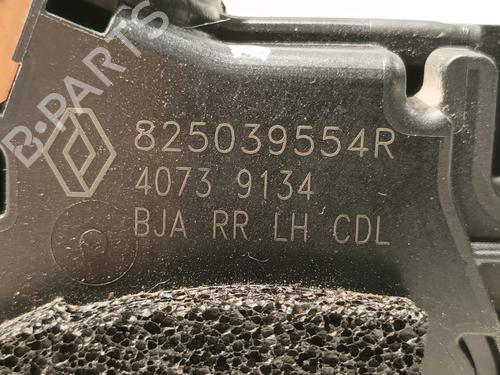 B-PARTS
825039554R
4073 9134
BJA RR LH CDL